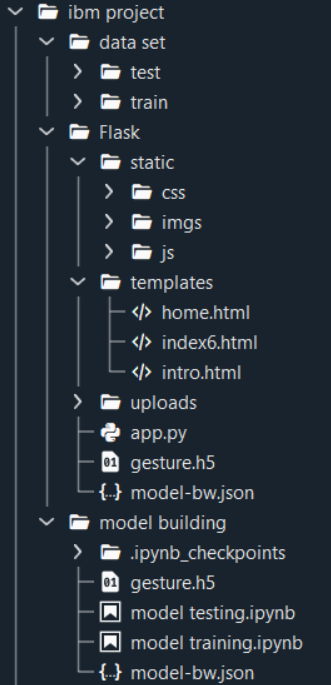 ibm project
data set
test
train
Flask
static
css
imgs
js
templates
home.html
index6.html
intro.html
uploads
app.py
01 gesture.h5
{..} model-bw.json
model building
.ipynb_checkpoints
01 gesture.h5
model testing.ipynb
model training.ipynb
{..} model-bw.json